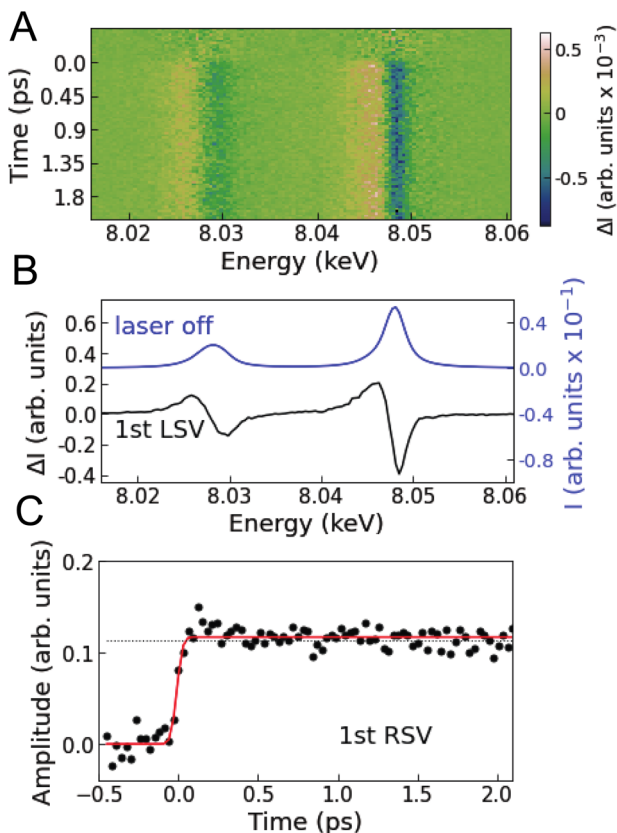 A
Time (ps)
0.0
0.45
0.9
1.35
1.8
8.02
8.03
8.04
8.05
8.06
Energy (keV)
0.5
0
-0.5
ΔI (arb. units x 10⁻³)
B
ΔI (arb. units)
0.6
0.4
0.2
0.0
-0.2
-0.4
laser off
1st LSV
0.4
0.0
-0.4
-0.8
I (arb. units x 10⁻¹)
8.02
8.03
8.04
8.05
8.06
Energy (keV)
C
Amplitude (arb. units)
0.2
0.1
0.0
1st RSV
−0.5
0.0
0.5
1.0
1.5
2.0
Time (ps)